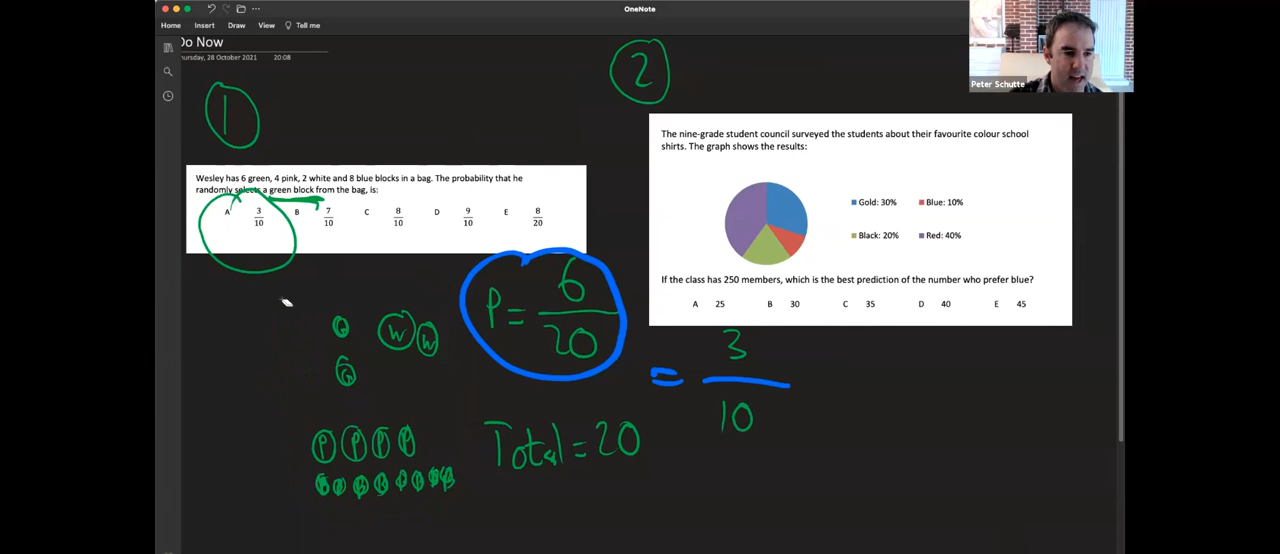 OneNote
Home Insert Draw View Tell me
Do Now
hursday, 28 October 2021 20:08
1
2
Peter Schutte
Wesley has 6 green, 4 pink, 2 white and 8 blue blocks in a bag. The probability that he
randomly selects a green block from the bag, is:
A 3/10 B 7/10 C 8/10 D 9/10 E 8/20
The nine-grade student council surveyed the students about their favourite colour school
shirts. The graph shows the results:
Gold: 30% Blue: 10%
Black: 20% Red: 40%
If the class has 250 members, which is the best prediction of the number who prefer blue?
A 25 B 30 C 35 D 40 E 45
P = 6/20
= 3/10
G W W
G
P P P P
Total = 20